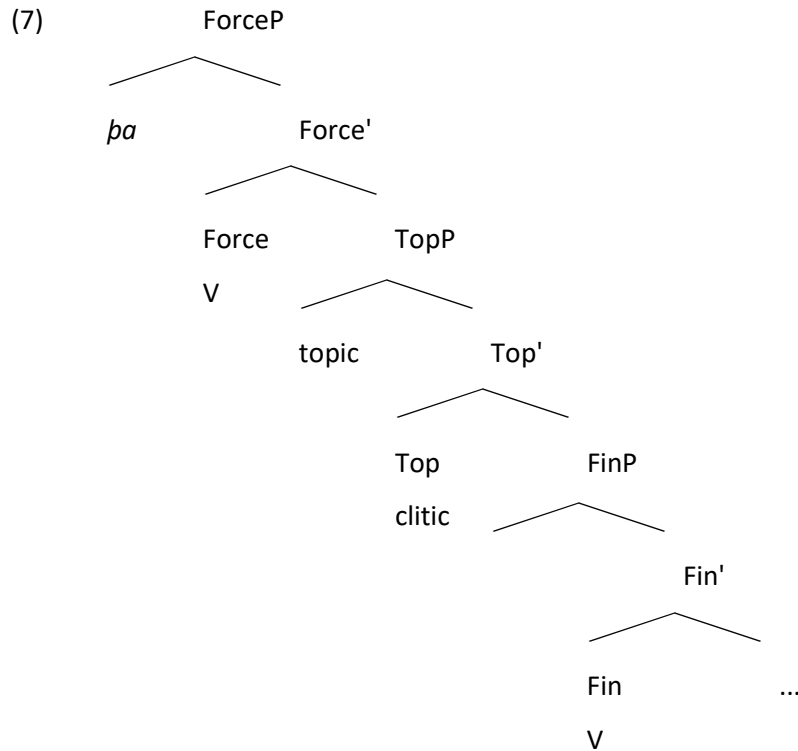 (7) ForceP
þa Force'
Force TopP
V
topic Top'
Top FinP
clitic
Fin'
Fin ...
V